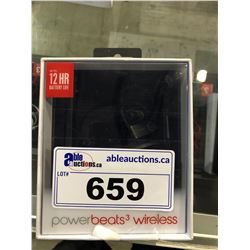 12 HR
BATTERY LIFE
able
auctions.ca
ableauctions.ca
LOT#
659
powerbeats3 wireless